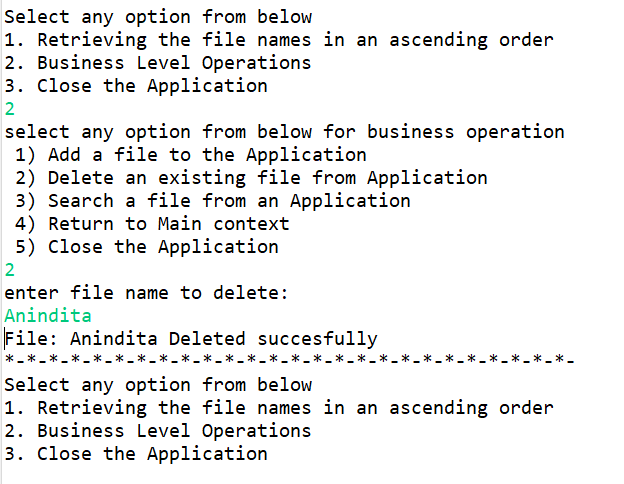 Select any option from below
1. Retrieving the file names in an ascending order
2. Business Level Operations
3. Close the Application
2
select any option from below for business operation
1) Add a file to the Application
2) Delete an existing file from Application
3) Search a file from an Application
4) Return to Main context
5) Close the Application
2
enter file name to delete:
Anindita
File: Anindita Deleted succesfully
*-*-*-*-*-*-*-*-*-*-*-*-*-*-*-*-*-*-*-*-*-*-*-*-*-*-
Select any option from below
1. Retrieving the file names in an ascending order
2. Business Level Operations
3. Close the Application